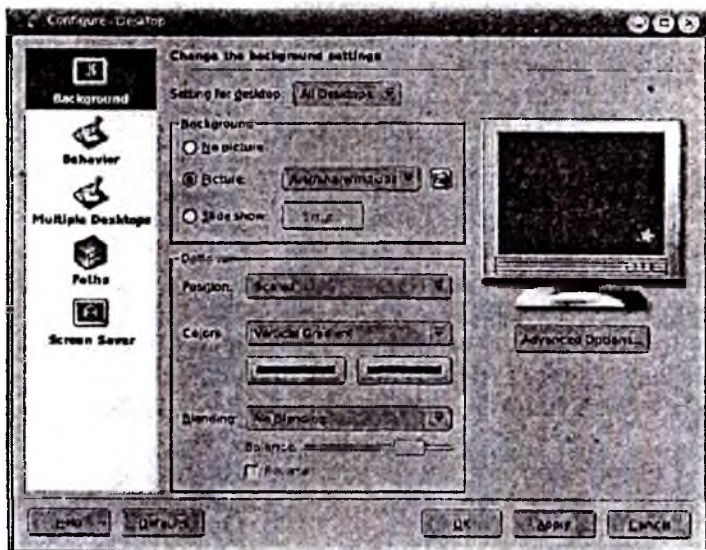 Configure - Desktop
Change the background settings
Setting for desktop: All Desktops
Background
Behavior
Multiple Desktops
Paths
Screen Saver
Background
No picture
Picture:
Slide show:
Options
Position: Scaled
Colors: Vertical Gradient
Blending: No Blending
Balance:
Reverse
Advanced Options...
Help
Defaults
OK
Apply
Cancel